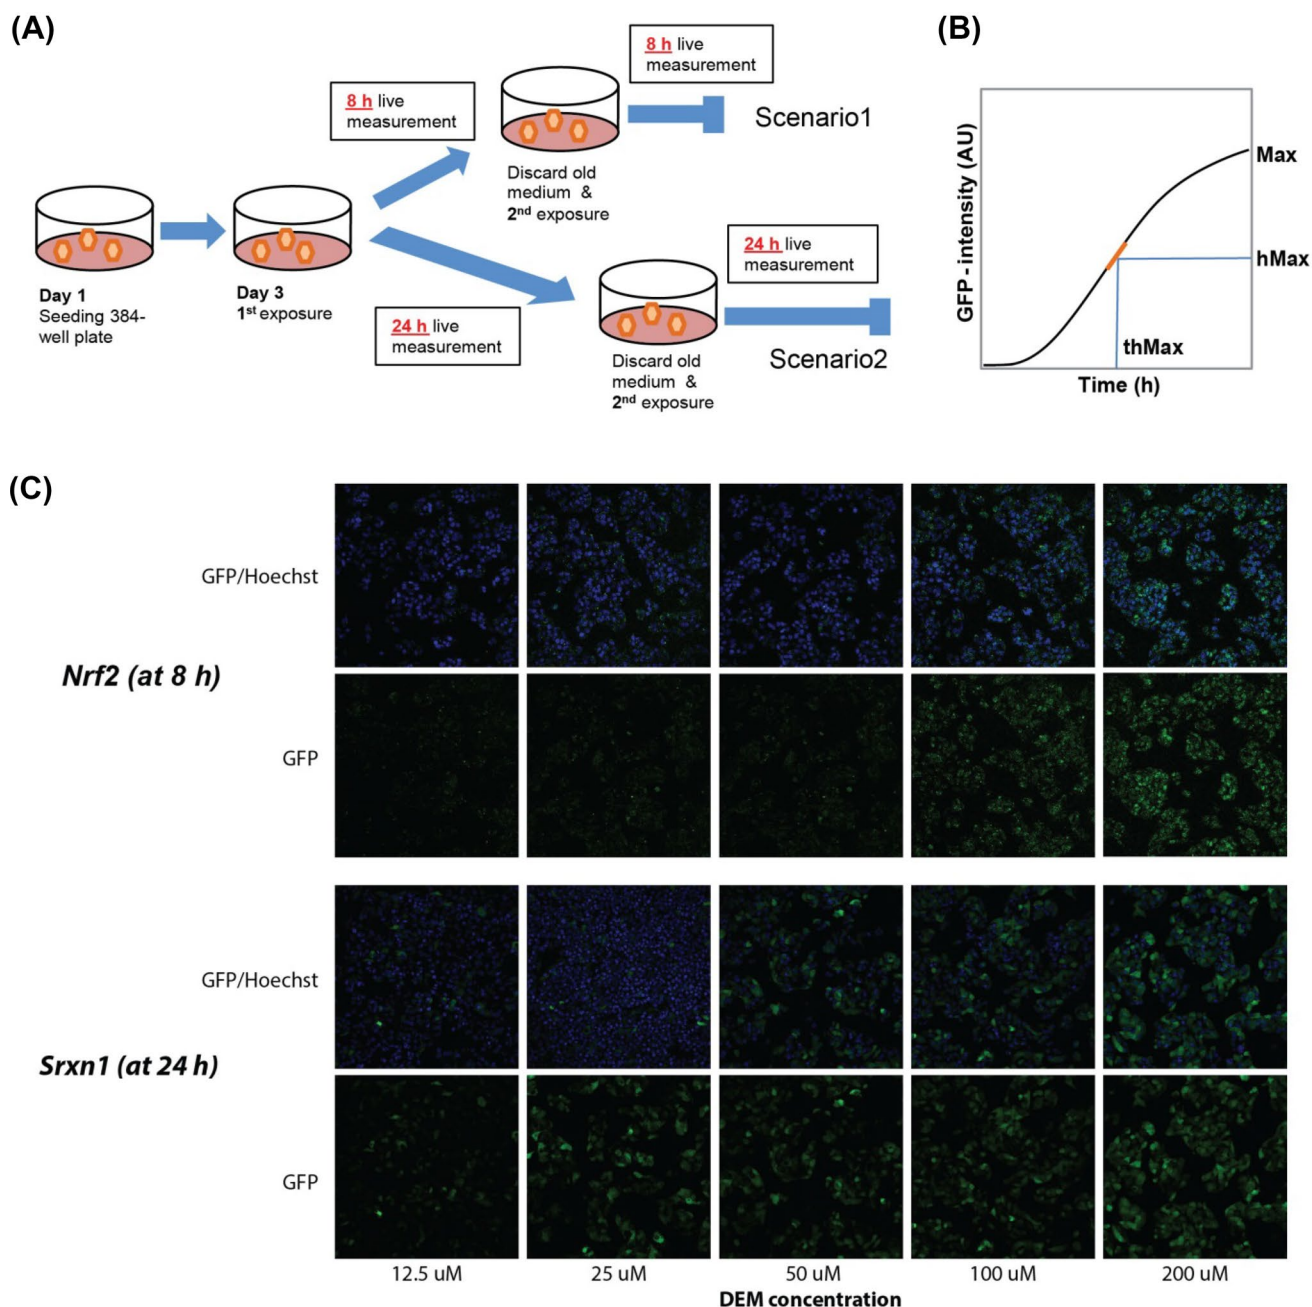 (A)
8 h live
measurement
8 h live
measurement
Scenario1
Discard old
medium &
2nd exposure
Day 1
Seeding 384-
well plate
Day 3
1st exposure
24 h live
measurement
24 h live
measurement
Scenario2
Discard old
medium &
2nd exposure
(B)
GFP - intensity (AU)
Max
hMax
thMax
Time (h)
(C)
GFP/Hoechst
Nrf2 (at 8 h)
GFP
GFP/Hoechst
Srxn1 (at 24 h)
GFP
12.5 uM
25 uM
50 uM
100 uM
200 uM
DEM concentration